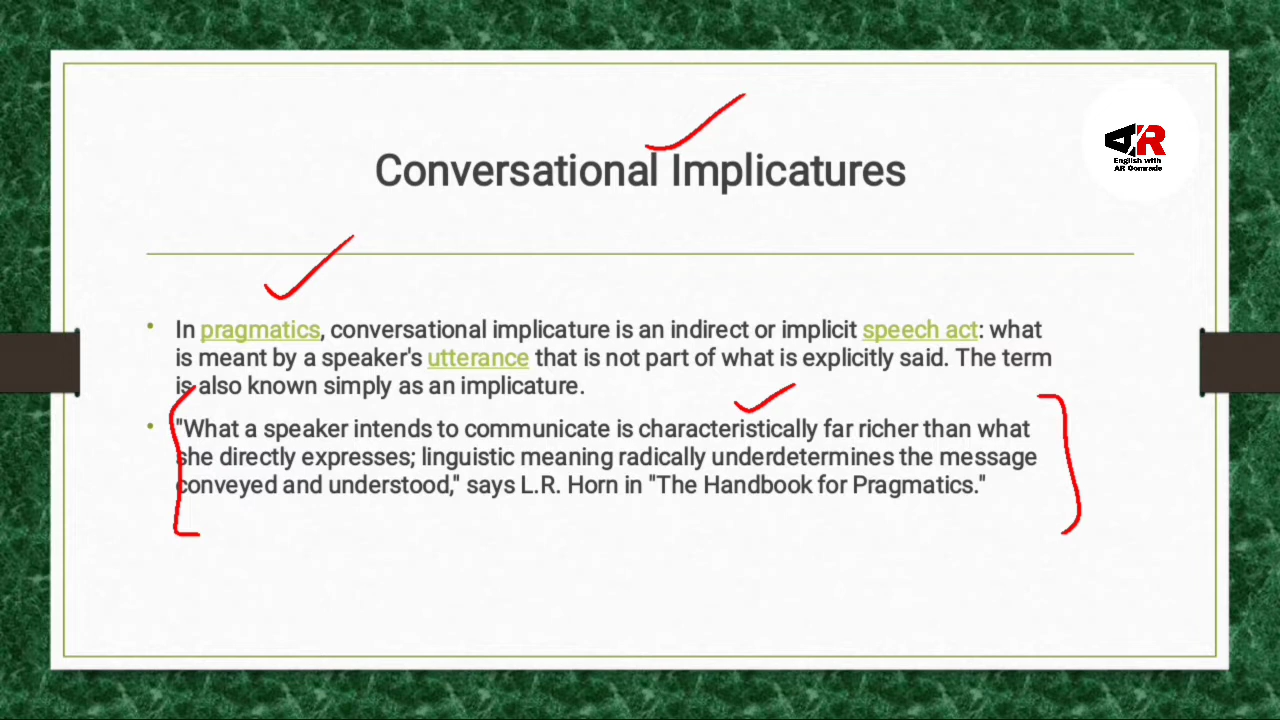 AR
English with
AR Comrade
Conversational Implicatures
• In pragmatics, conversational implicature is an indirect or implicit speech act: what
is meant by a speaker's utterance that is not part of what is explicitly said. The term
is also known simply as an implicature.
• "What a speaker intends to communicate is characteristically far richer than what
she directly expresses; linguistic meaning radically underdetermines the message
conveyed and understood," says L.R. Horn in "The Handbook for Pragmatics."